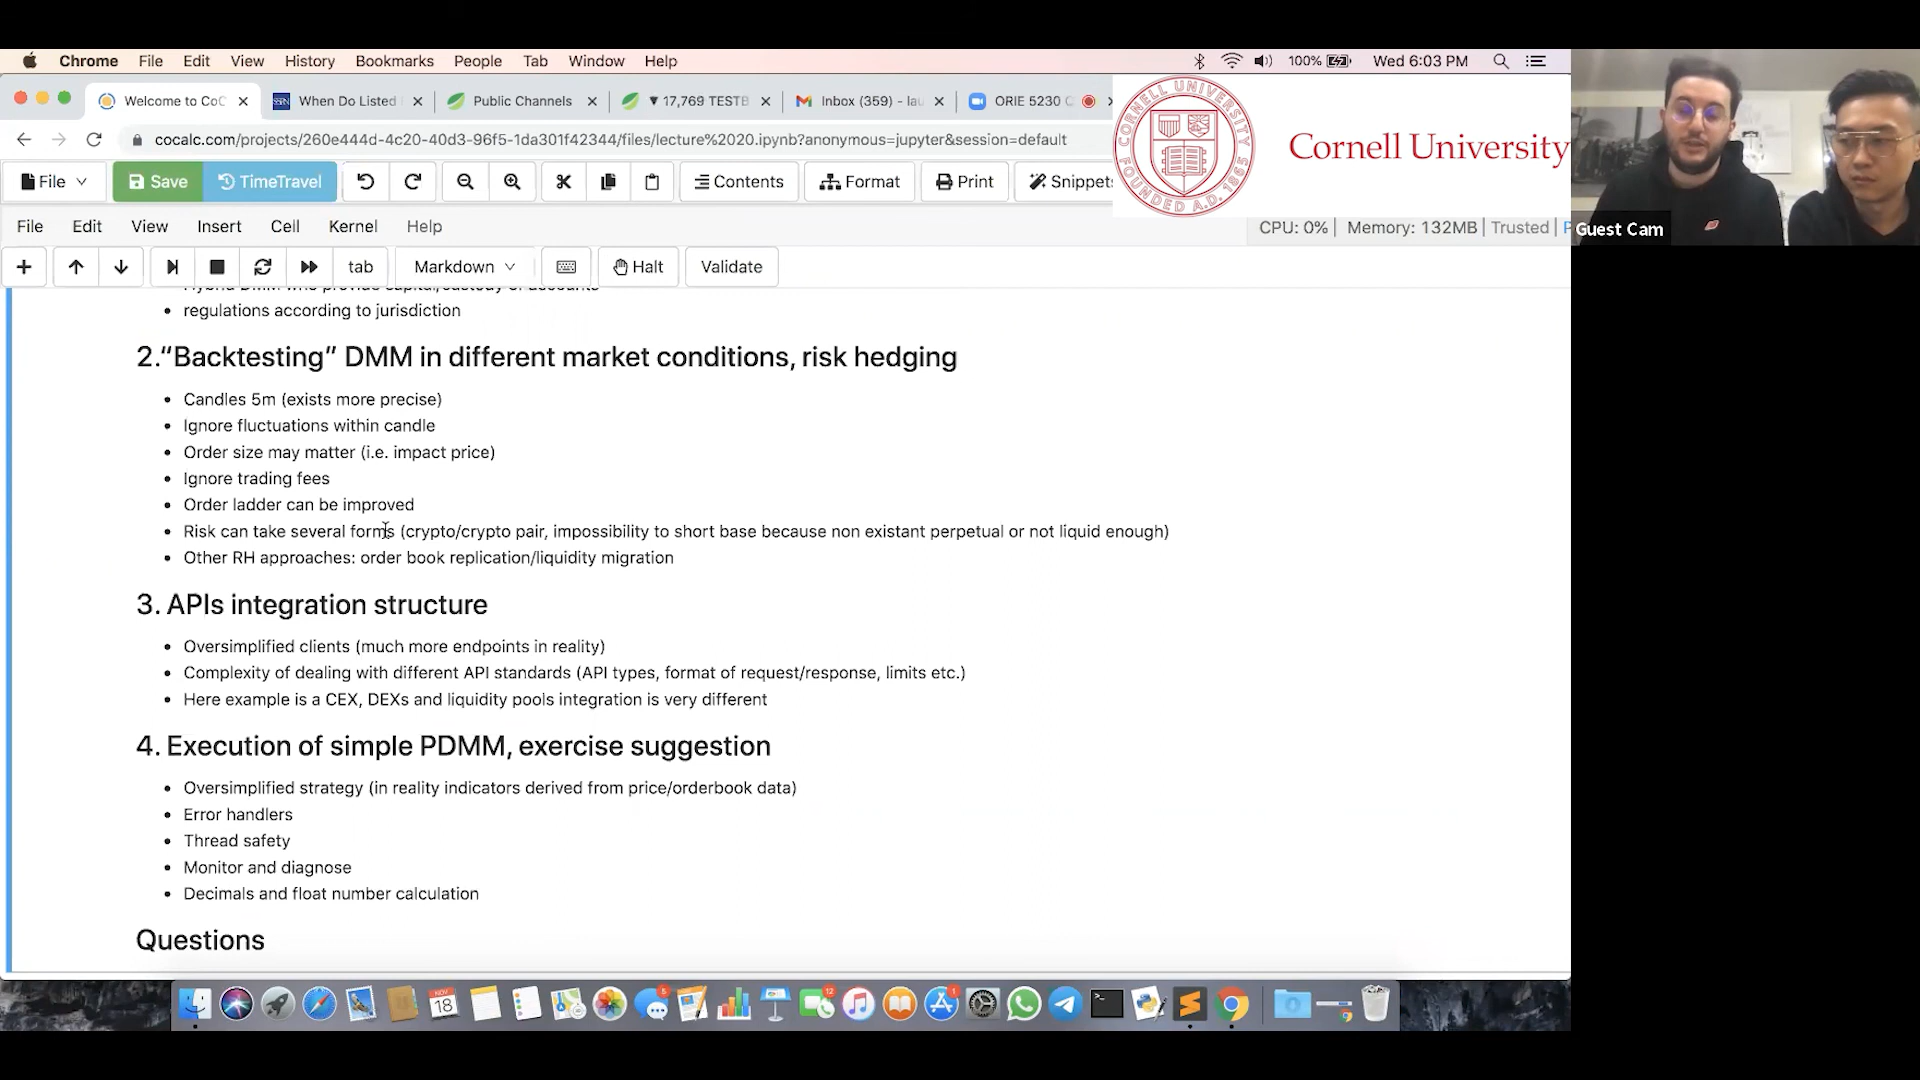 Chrome File Edit View History Bookmarks People Tab Window Help 100% Wed 6:03 PM
Welcome to CoC × When Do Listed × Public Channels × ▼ 17,769 TESTB × Inbox (359) - lau × ORIE 5230
cocalc.com/projects/260e444d-4c20-40d3-96f5-1da301f42344/files/lecture%2020.ipynb?anonymous=jupyter&session=default
CORNELL UNIVERSITY FOUNDED A.D. 1865
Cornell University
File Save TimeTravel Contents Format Print Snippets
File Edit View Insert Cell Kernel Help CPU: 0% | Memory: 132MB | Trusted |
Guest Cam
tab Markdown Halt Validate
• regulations according to jurisdiction
2.“Backtesting” DMM in different market conditions, risk hedging
• Candles 5m (exists more precise)
• Ignore fluctuations within candle
• Order size may matter (i.e. impact price)
• Ignore trading fees
• Order ladder can be improved
• Risk can take several forms (crypto/crypto pair, impossibility to short base because non existant perpetual or not liquid enough)
• Other RH approaches: order book replication/liquidity migration
3. APIs integration structure
• Oversimplified clients (much more endpoints in reality)
• Complexity of dealing with different API standards (API types, format of request/response, limits etc.)
• Here example is a CEX, DEXs and liquidity pools integration is very different
4. Execution of simple PDMM, exercise suggestion
• Oversimplified strategy (in reality indicators derived from price/orderbook data)
• Error handlers
• Thread safety
• Monitor and diagnose
• Decimals and float number calculation
Questions
NOV
18
5
12
1